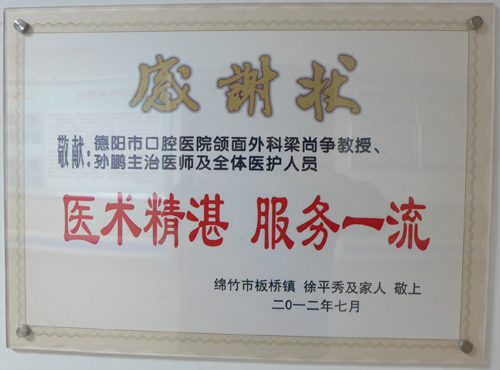 感謝状
敬献：德阳市口腔医院颌面外科梁尚争教授、
孙鹏主治医师及全体医护人员
医术精湛 服务一流
绵竹市板桥镇 徐平秀及家人 敬上
二〇一二年七月